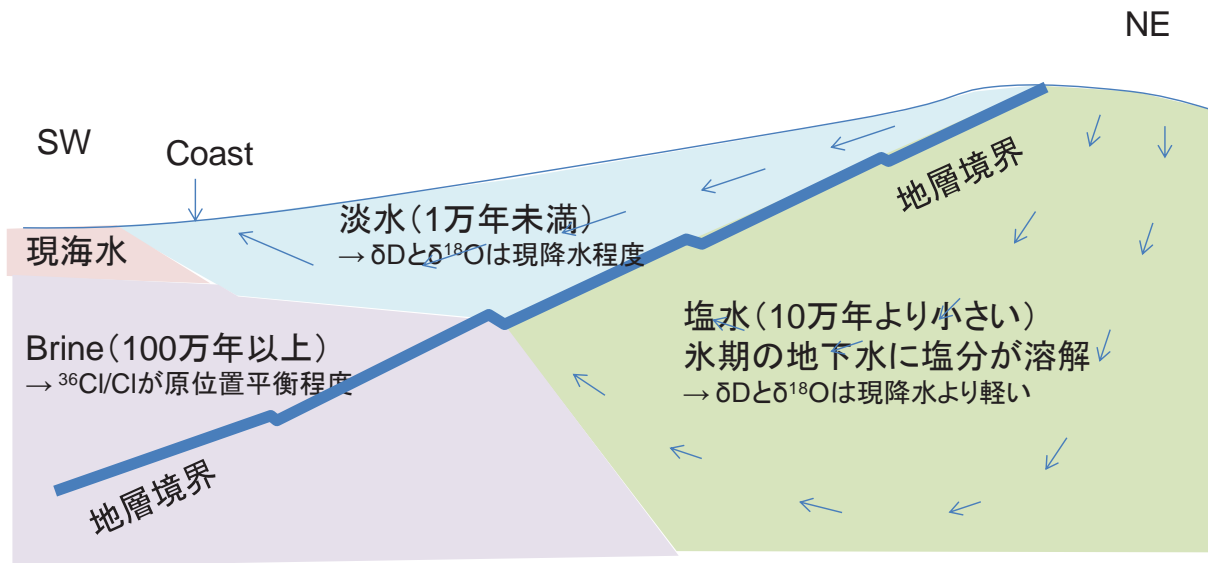 NE
SW
Coast
地層境界
淡水（1万年未満）
→ δDとδ¹⁸Oは現降水程度
現海水
塩水（10万年より小さい）
氷期の地下水に塩分が溶解
→ δDとδ¹⁸Oは現降水より軽い
Brine（100万年以上）
→ ³⁶Cl/Clが原位置平衡程度
地層境界